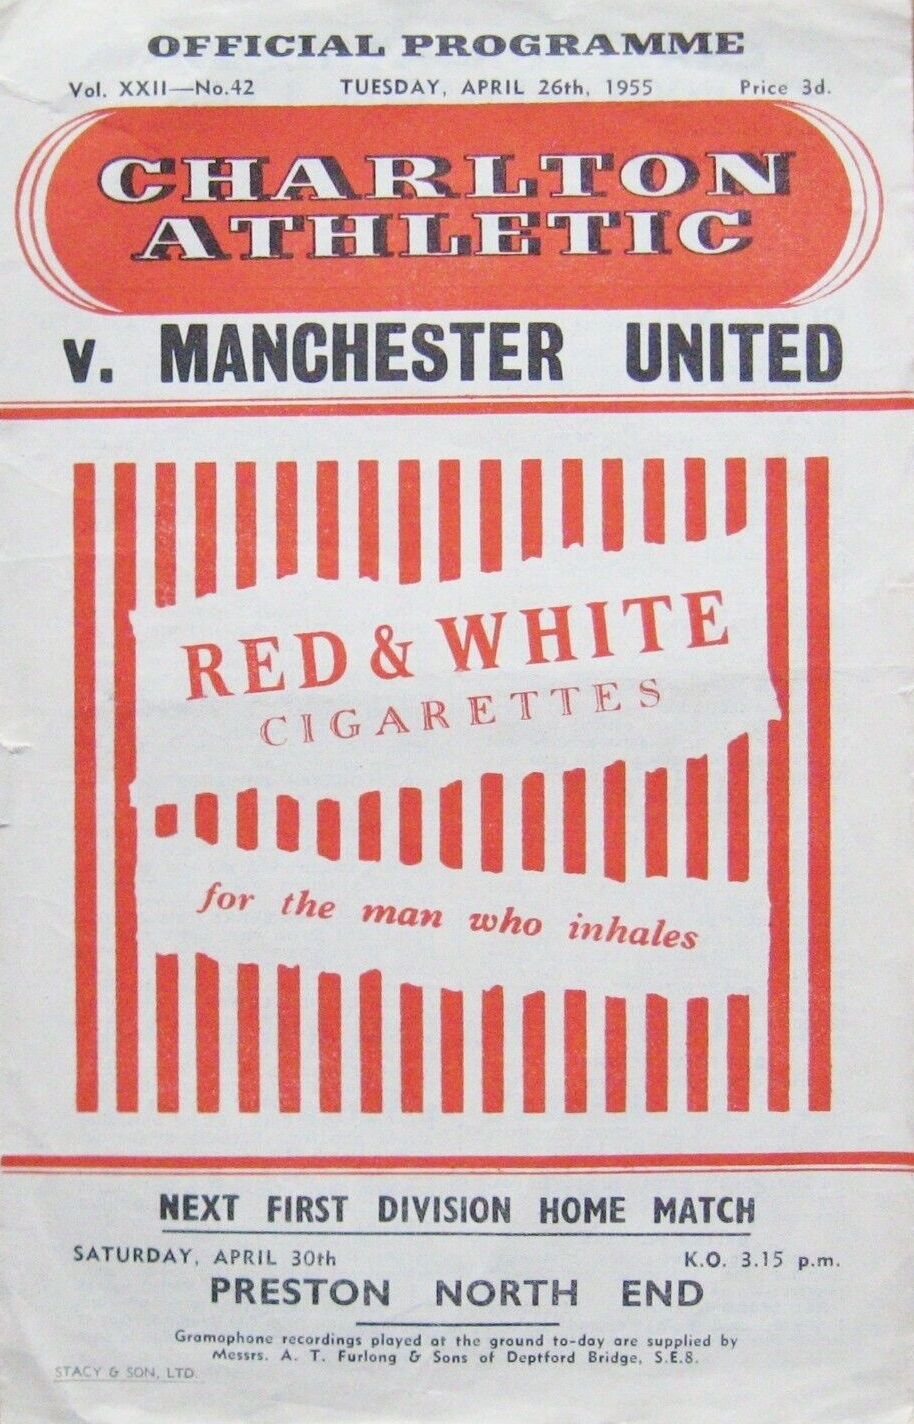 OFFICIAL PROGRAMME
Vol. XXII—No.42 TUESDAY, APRIL 26th, 1955 Price 3d.
CHARLTON
ATHLETIC
v. MANCHESTER UNITED
RED & WHITE
CIGARETTES
for the man who inhales
NEXT FIRST DIVISION HOME MATCH
SATURDAY, APRIL 30th K.O. 3.15 p.m.
PRESTON NORTH END
Gramophone recordings played at the ground to-day are supplied by
Messrs. A. T. Furlong & Sons of Deptford Bridge, S.E.8.
STACY & SON, LTD.